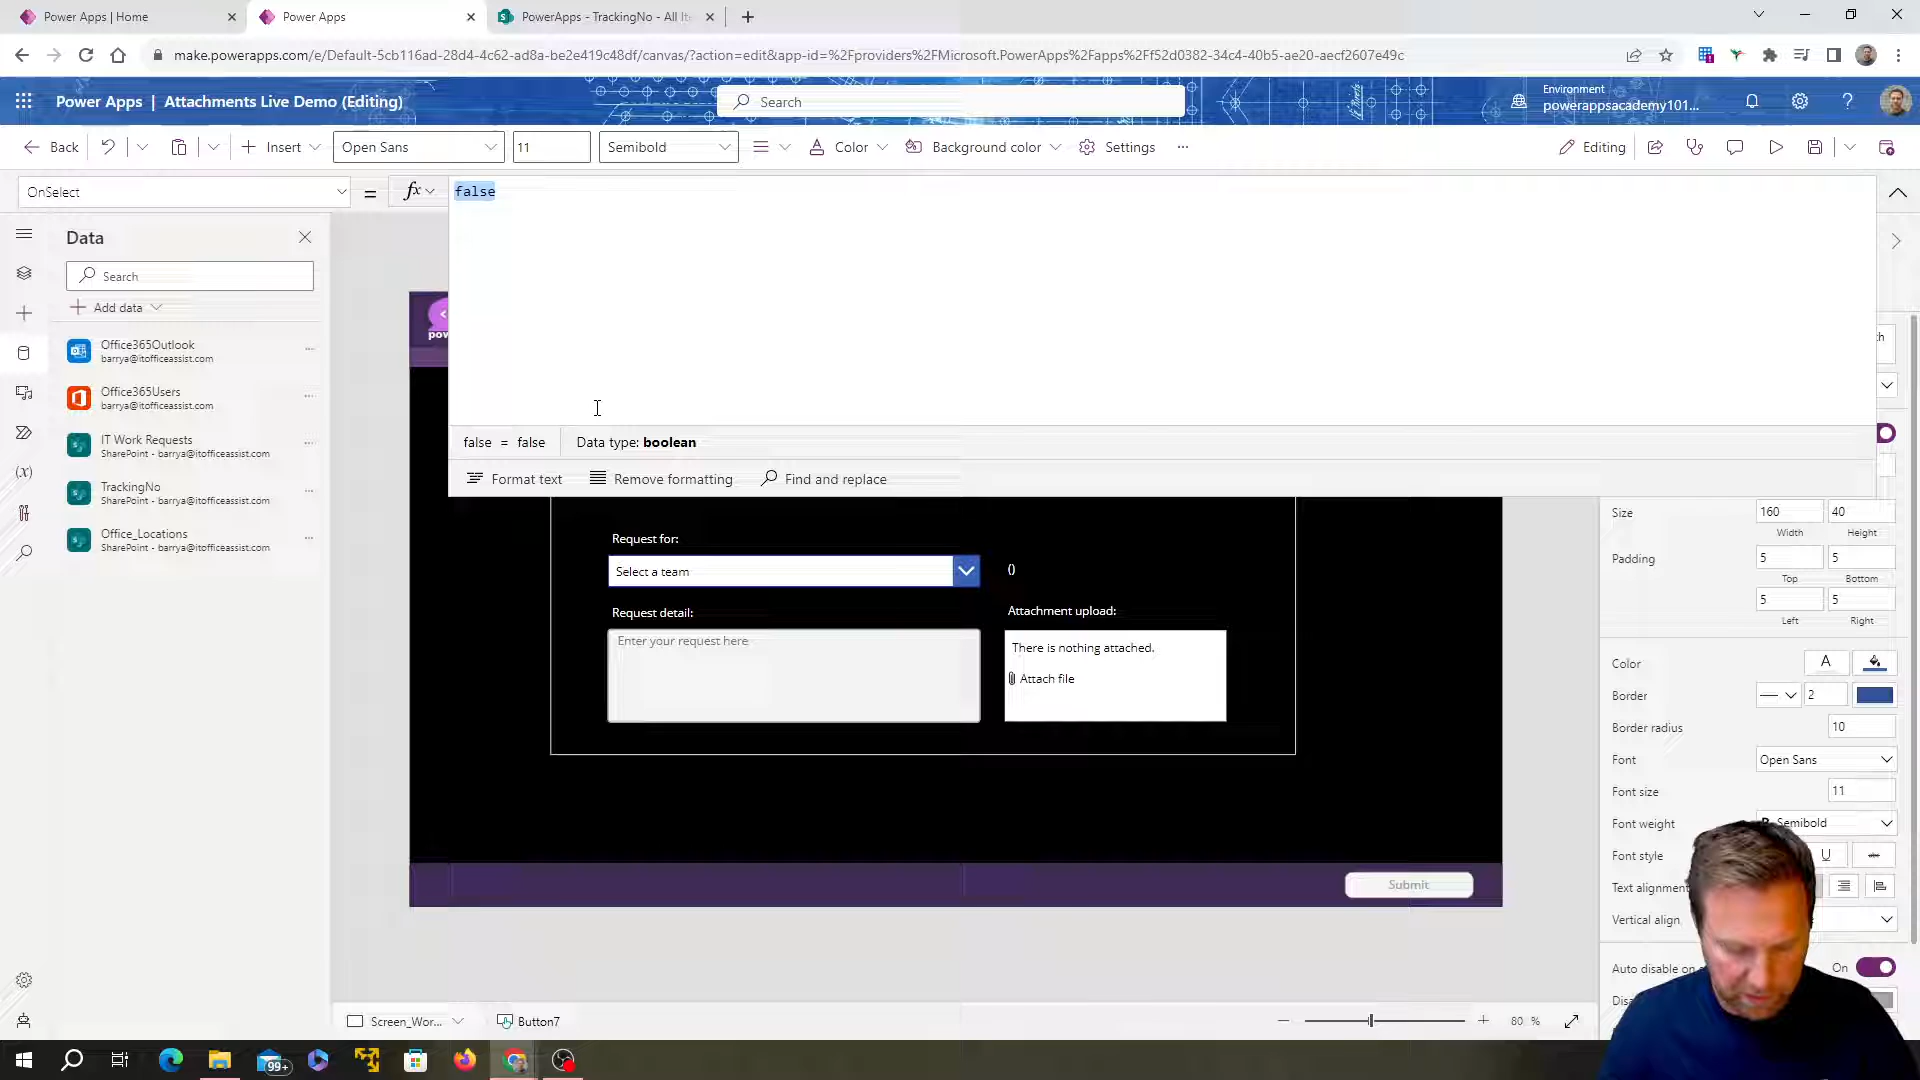 Power Apps | Home
Power Apps
PowerApps - TrackingNo - All Ite
make.powerapps.com/e/Default-5cb116ad-28d4-4c62-ad8a-be2e419c48df/canvas/?action=edit&app-id=%2Fproviders%2FMicrosoft.PowerApps%2Fapps%2Ff52d0382-34c4-40b5-ae20-aecf2607e49c
Power Apps | Attachments Live Demo (Editing)
Search
Environment
powerappsacademy101...
Back
Insert
Open Sans
11
Semibold
Color
Background color
Settings
Editing
OnSelect
=
fx
false
Data
Search
Add data
Office365Outlook
barrya@itofficeassist.com
Office365Users
barrya@itofficeassist.com
IT Work Requests
SharePoint - barrya@itofficeassist.com
TrackingNo
SharePoint - barrya@itofficeassist.com
Office_Locations
SharePoint - barrya@itofficeassist.com
pow
false = false
Data type: boolean
Format text
Remove formatting
Find and replace
Request for:
Select a team
()
Request detail:
Enter your request here
Attachment upload:
There is nothing attached.
Attach file
Submit
Size
160
40
Width
Height
Padding
5
5
Top
Bottom
5
5
Left
Right
Color
A
Border
2
Border radius
10
Font
Open Sans
Font size
11
Font weight
Semibold
Font style
U
Text alignment
Vertical align
Auto disable on
On
Screen_Wor...
Button7
80 %
99+